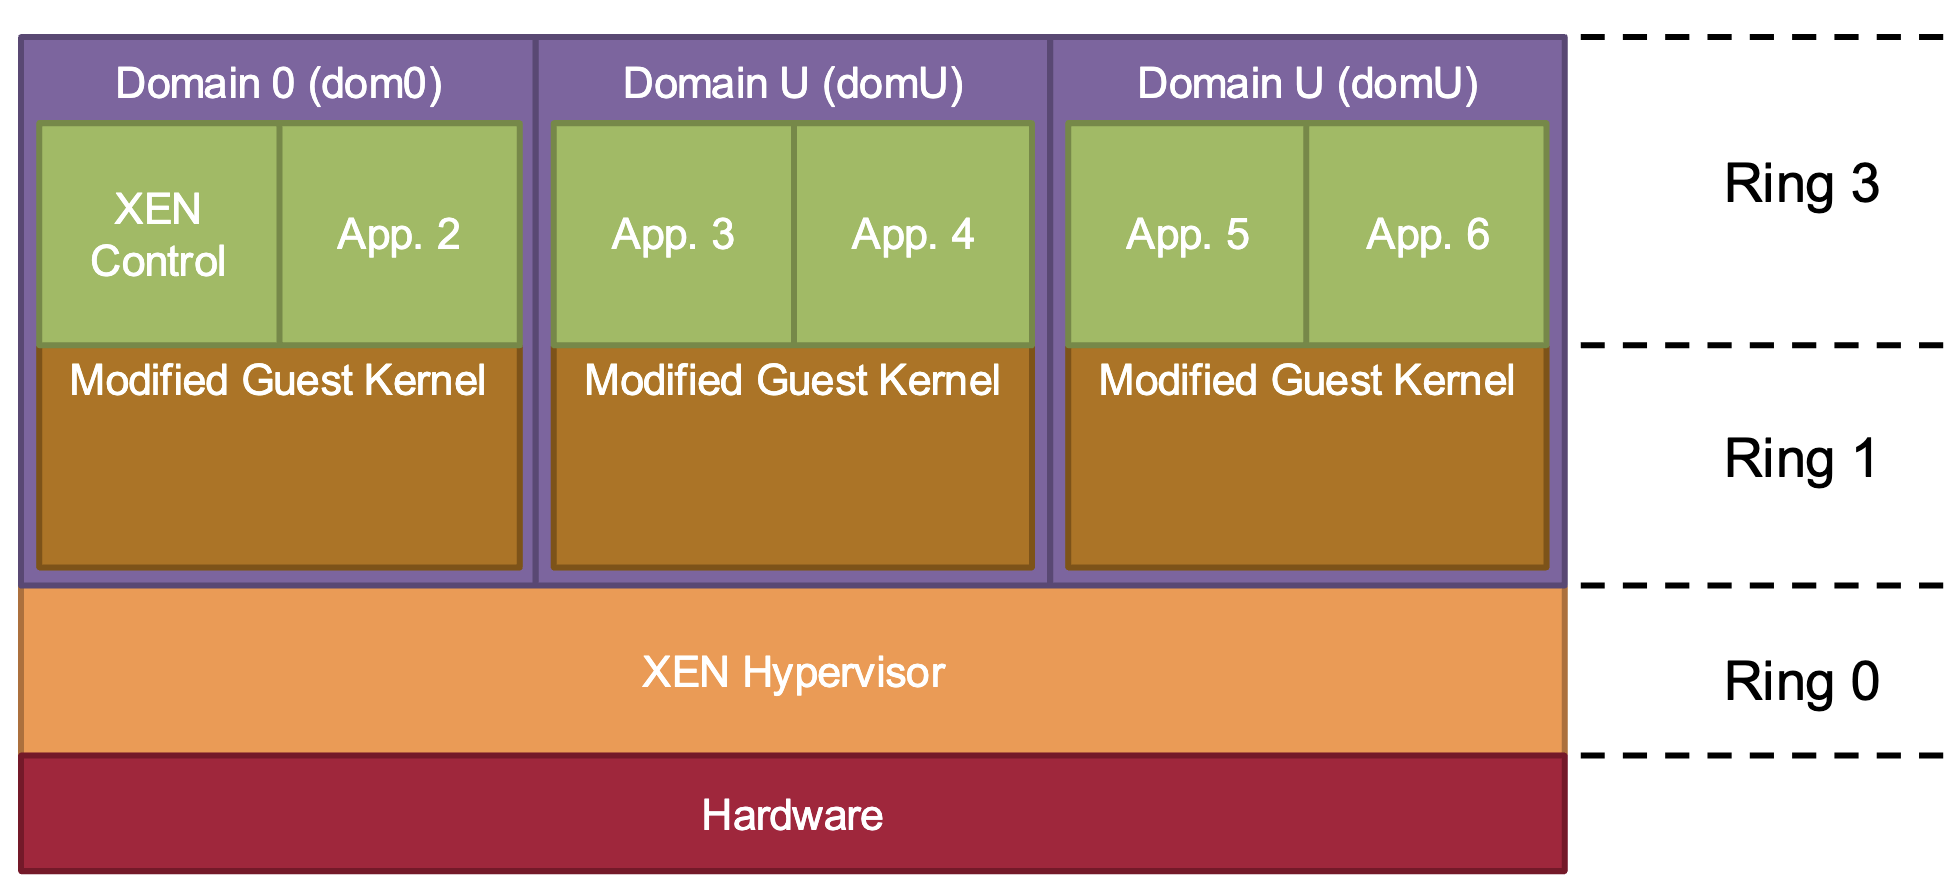 Domain 0 (dom0)
Domain U (domU)
Domain U (domU)
XEN
Control
App. 2
App. 3
App. 4
App. 5
App. 6
Ring 3
Modified Guest Kernel
Modified Guest Kernel
Modified Guest Kernel
Ring 1
XEN Hypervisor
Ring 0
Hardware